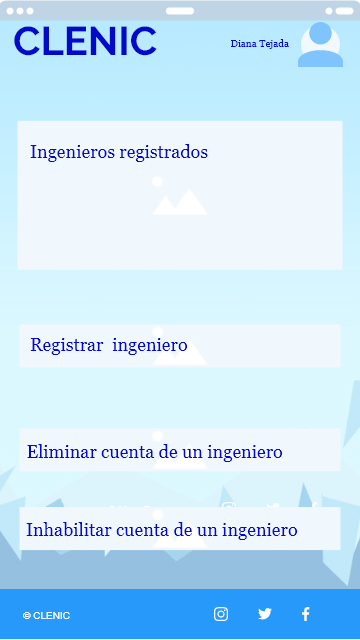 CLENIC
Diana Tejada
Ingenieros registrados
Registrar ingeniero
Eliminar cuenta de un ingeniero
Inhabilitar cuenta de un ingeniero
© CLENIC